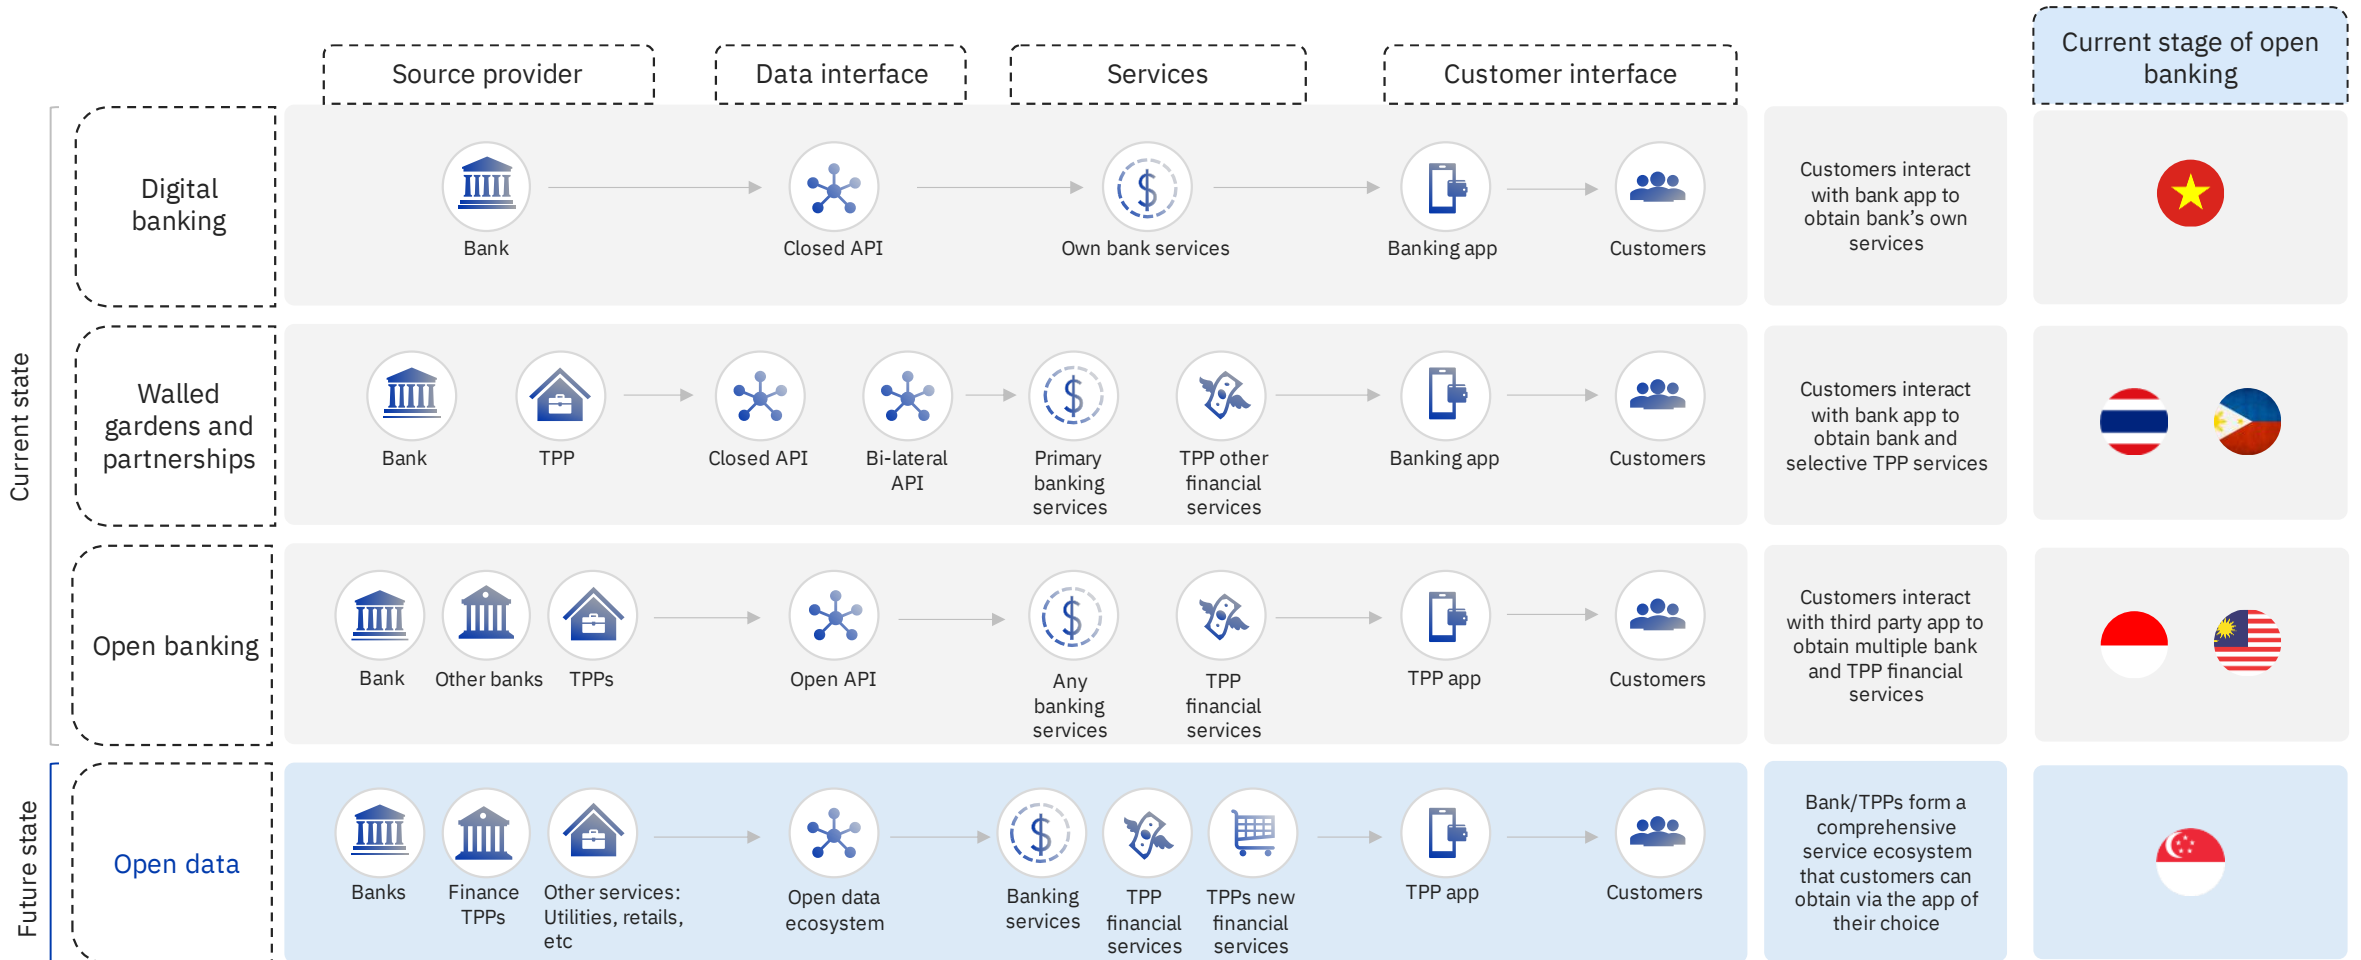 Source provider
Data interface
Services
Customer interface
Current stage of open
banking
Current state
Digital
banking
Bank
Closed API
Own bank services
Banking app
Customers
Customers interact
with bank app to
obtain bank’s own
services
Walled
gardens and
partnerships
Bank
TPP
Closed API
Bi-lateral
API
Primary
banking
services
TPP other
financial
services
Banking app
Customers
Customers interact
with bank app to
obtain bank and
selective TPP services
Open banking
Bank
Other banks
TPPs
Open API
Any
banking
services
TPP
financial
services
TPP app
Customers
Customers interact
with third party app to
obtain multiple bank
and TPP financial
services
Future state
Open data
Banks
Finance
TPPs
Other services:
Utilities, retails,
etc
Open data
ecosystem
Banking
services
TPP
financial
services
TPPs new
financial
services
TPP app
Customers
Bank/TPPs form a
comprehensive
service ecosystem
that customers can
obtain via the app of
their choice